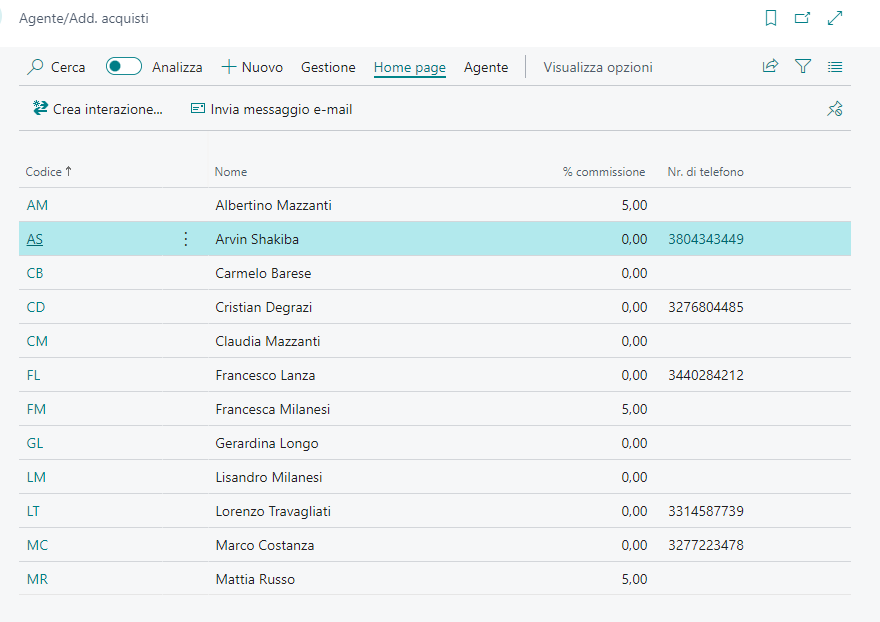 Agente/Add. acquisti
Cerca Analizza Nuovo Gestione Home page Agente Visualizza opzioni
Crea interazione... Invia messaggio e-mail
Codice↑ Nome % commissione Nr. di telefono
AM Albertino Mazzanti 5,00
AS Arvin Shakiba 0,00 3804343449
CB Carmelo Barese 0,00
CD Cristian Degrazi 0,00 3276804485
CM Claudia Mazzanti 0,00
FL Francesco Lanza 0,00 3440284212
FM Francesca Milanesi 5,00
GL Gerardina Longo 0,00
LM Lisandro Milanesi 0,00
LT Lorenzo Travagliati 0,00 3314587739
MC Marco Costanza 0,00 3277223478
MR Mattia Russo 5,00